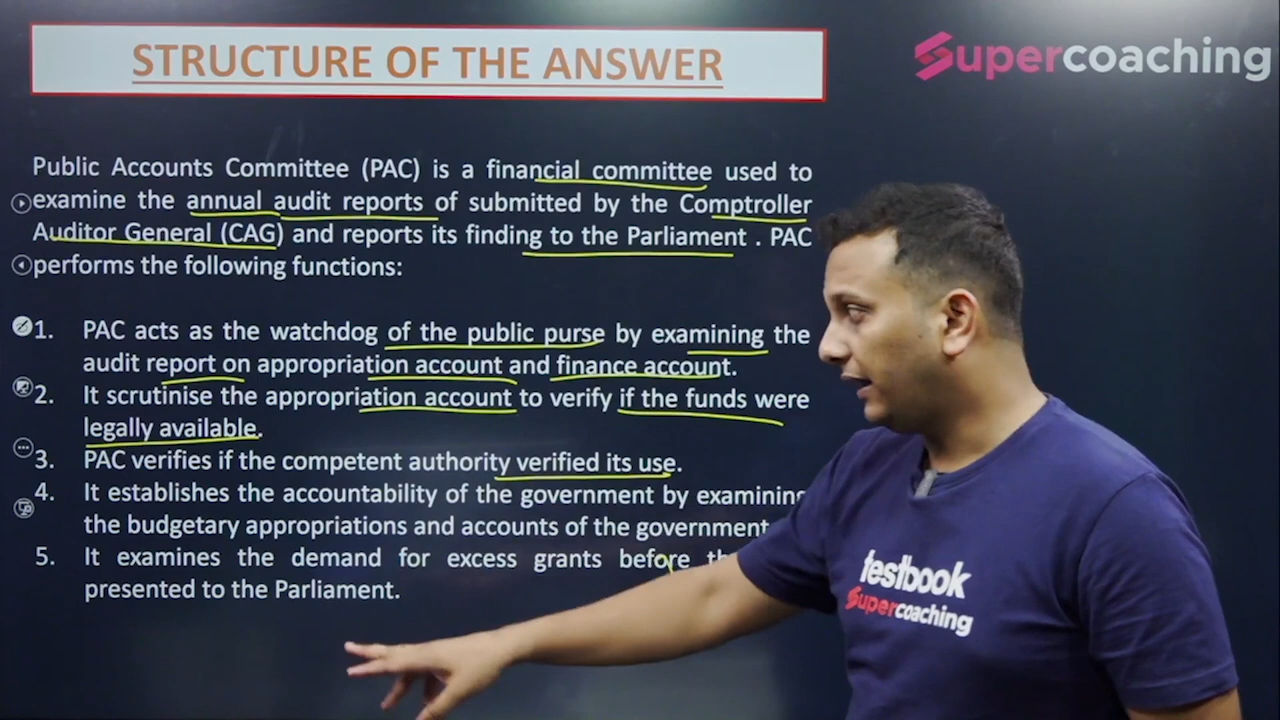 STRUCTURE OF THE ANSWER
Supercoaching
Public Accounts Committee (PAC) is a financial committee used to
examine the annual audit reports of submitted by the Comptroller
Auditor General (CAG) and reports its finding to the Parliament . PAC
performs the following functions:
1. PAC acts as the watchdog of the public purse by examining the
audit report on appropriation account and finance account.
2. It scrutinise the appropriation account to verify if the funds were
legally available.
3. PAC verifies if the competent authority verified its use.
4. It establishes the accountability of the government by examining
the budgetary appropriations and accounts of the government
5. It examines the demand for excess grants before
presented to the Parliament.
testbook
Supercoaching